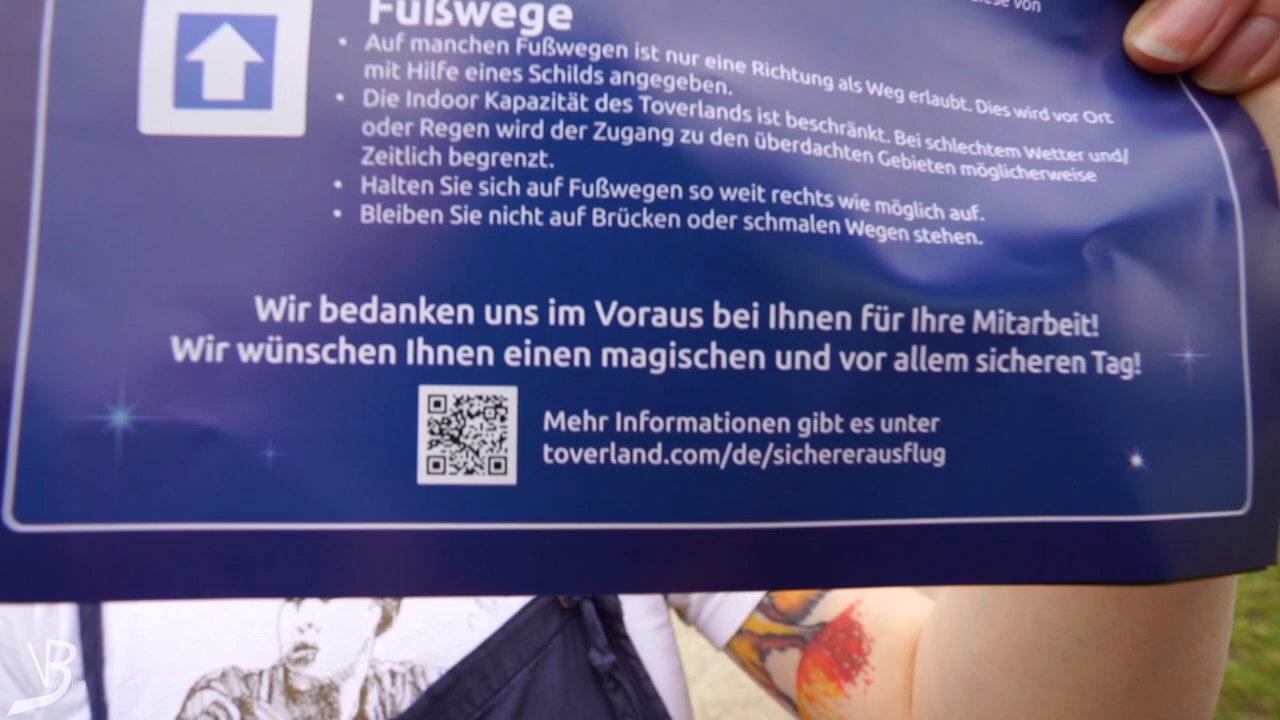 von
Fußwege
• Auf manchen Fußwegen ist nur eine Richtung als Weg erlaubt. Dies wird vor Ort
mit Hilfe eines Schilds angegeben.
• Die Indoor Kapazität des Toverlands ist beschränkt. Bei schlechtem Wetter und/
oder Regen wird der Zugang zu den überdachten Gebieten möglicherweise
Zeitlich begrenzt.
• Halten Sie sich auf Fußwegen so weit rechts wie möglich auf.
• Bleiben Sie nicht auf Brücken oder schmalen Wegen stehen.
Wir bedanken uns im Voraus bei Ihnen für Ihre Mitarbeit!
Wir wünschen Ihnen einen magischen und vor allem sicheren Tag!
Mehr Informationen gibt es unter
toverland.com/de/sichererausflug